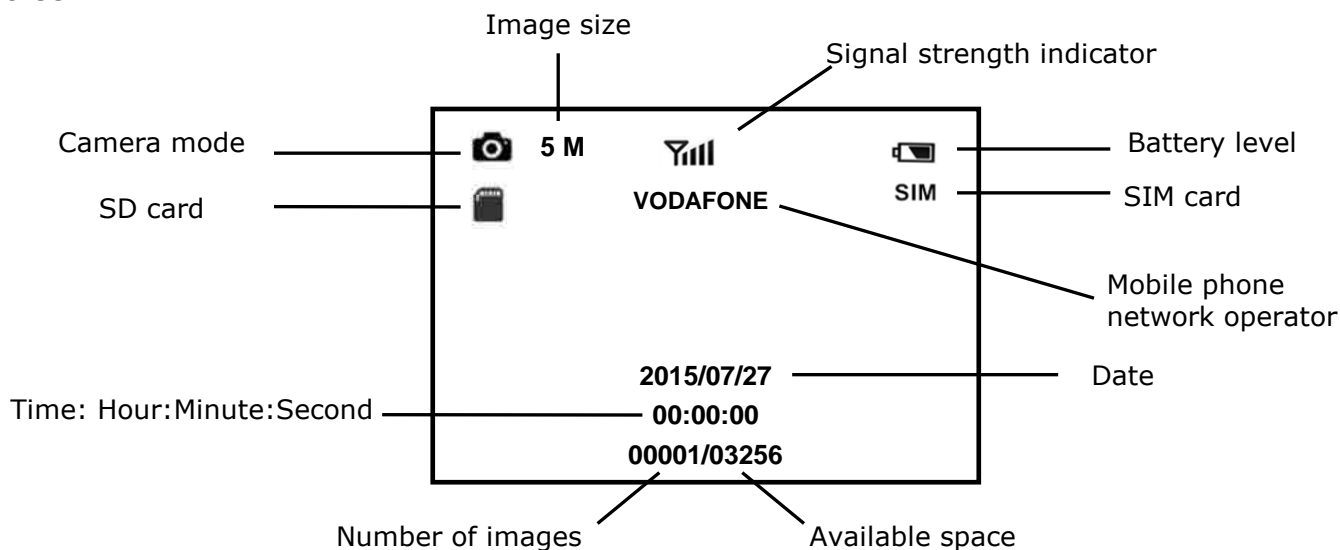 Image size
Signal strength indicator
Camera mode
5 M
Battery level
SD card
VODAFONE
SIM
SIM card
Mobile phone
network operator
2015/07/27
Date
Time: Hour:Minute:Second
00:00:00
00001/03256
Number of images
Available space